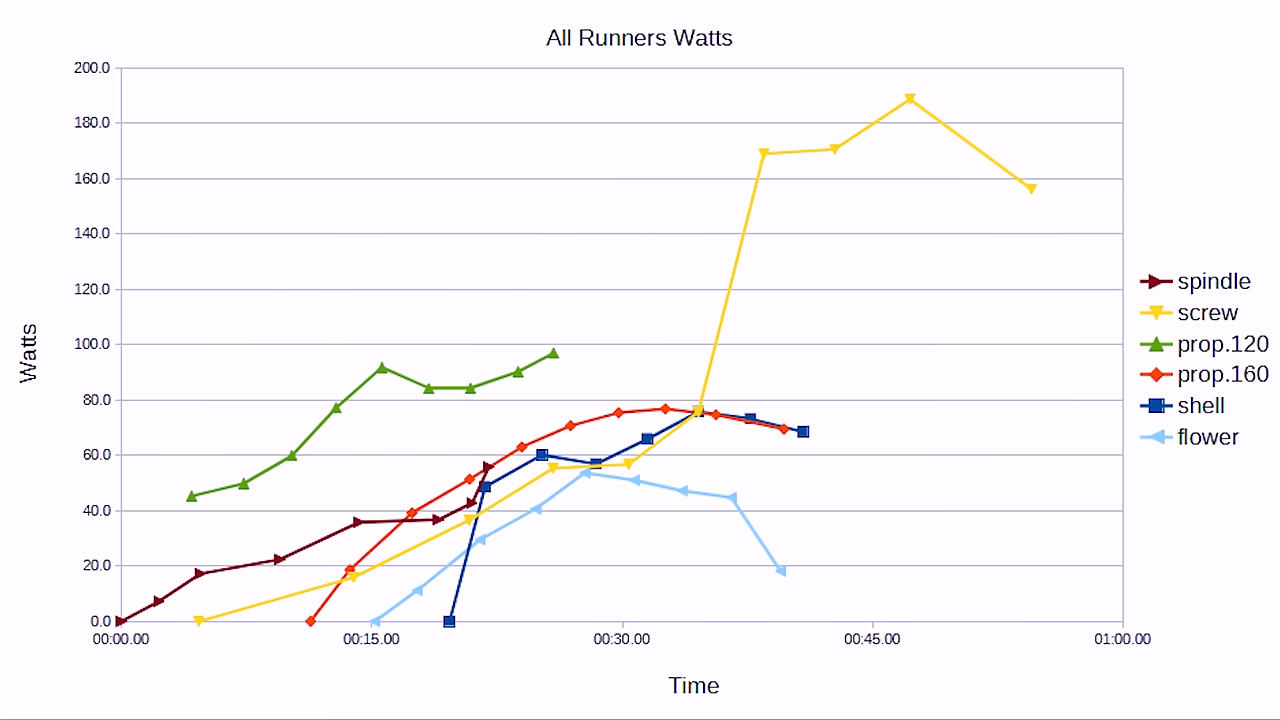 All Runners Watts
200.0
180.0
160.0
140.0
120.0
100.0
80.0
60.0
40.0
20.0
0.0
Watts
00:00.00 00:15.00 00:30.00 00:45.00 01:00.00
Time
spindle
screw
prop.120
prop.160
shell
flower